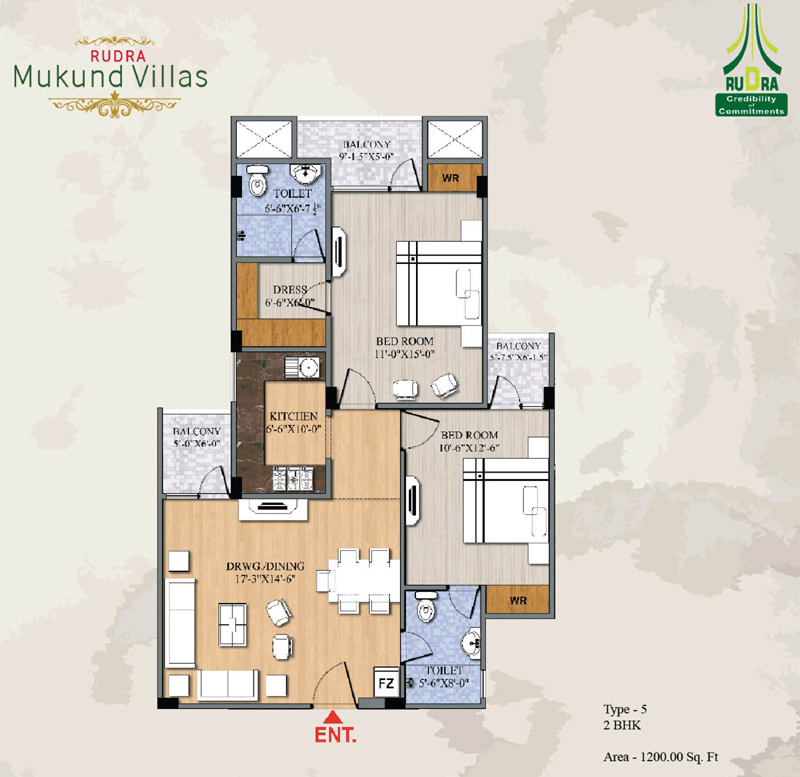 RUDRA
Mukund Villas
RUDRA
Credibility
of
Commitments
BALCONY
9'-1.5"X5'-0"
WR
TOILET
6'-6"X6'-7 ½"
DRESS
6'-6"X6'-0"
BED ROOM
11'-0"X15'-0"
BALCONY
5'-7.5"X6'-1.5"
KITCHEN
6'-6"X10'-0"
BALCONY
5'-0"X6'-0"
BED ROOM
10'-6"X12'-6"
DRWG./DINING
17'-3"X14'-6"
WR
TOILET
5'-6"X8'-0"
FZ
ENT.
Type - 5
2 BHK
Area - 1200.00 Sq. Ft